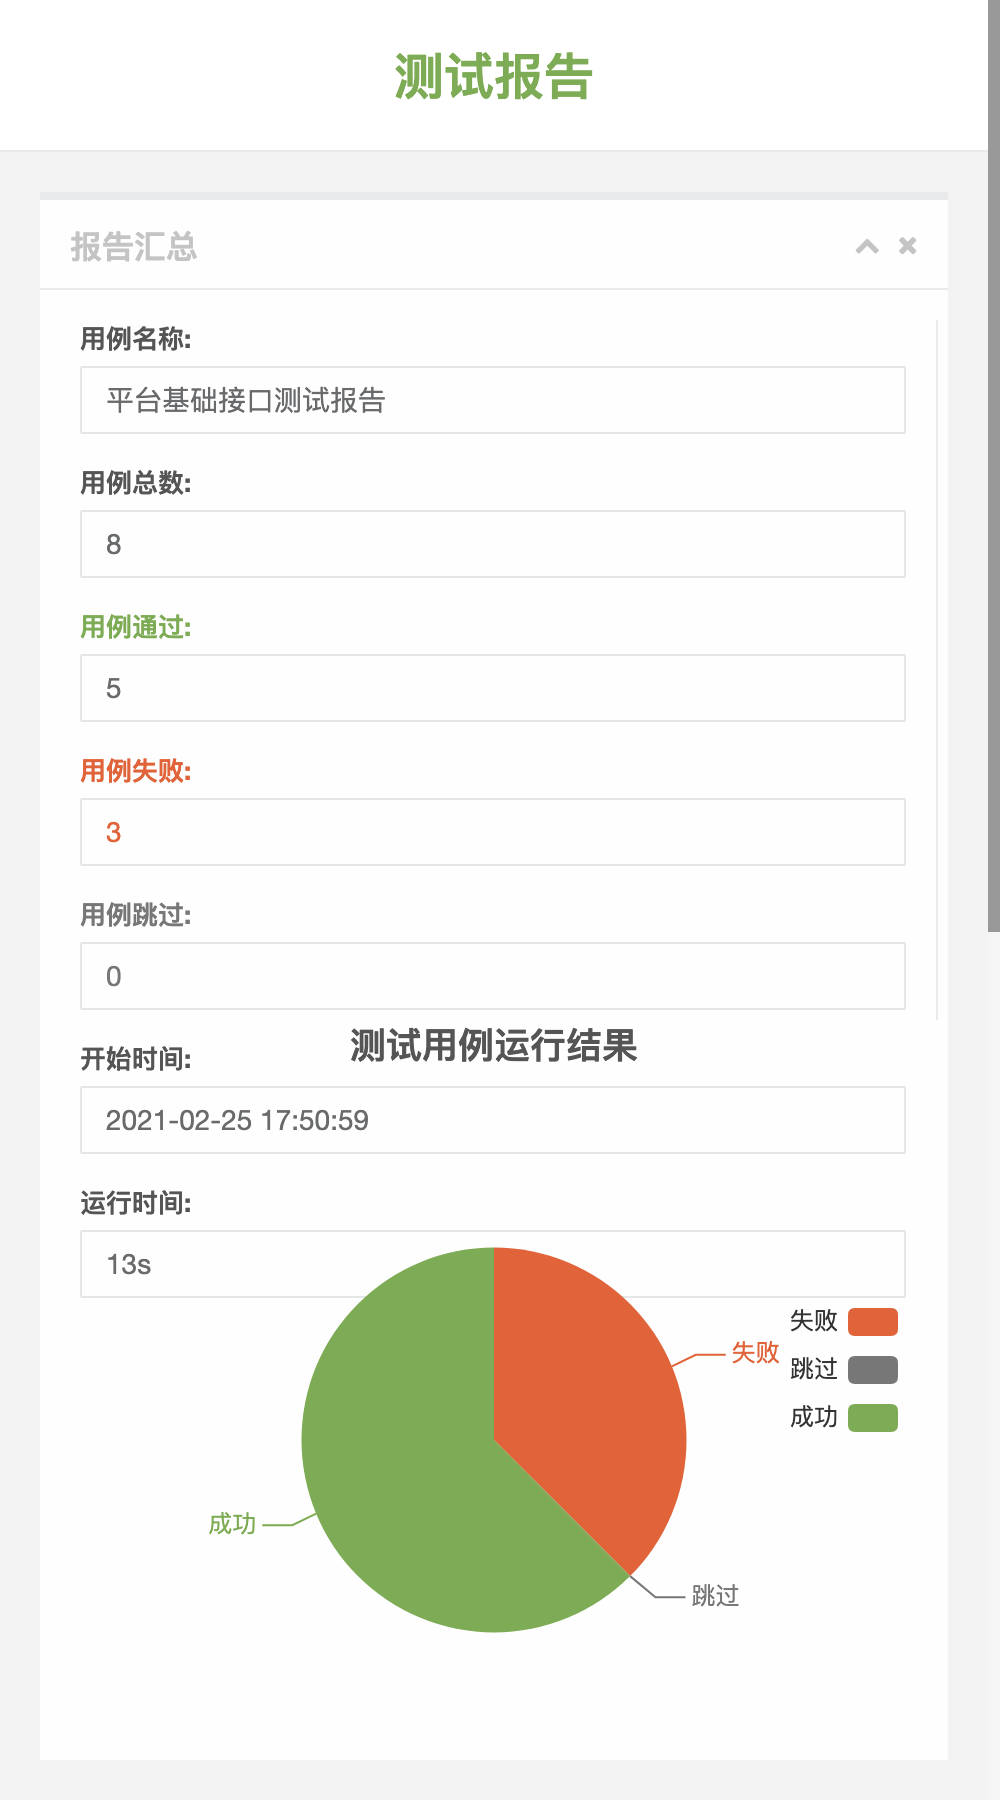 测试报告
报告汇总
用例名称:
平台基础接口测试报告
用例总数:
8
用例通过:
5
用例失败:
3
用例跳过:
0
开始时间:
测试用例运行结果
2021-02-25 17:50:59
运行时间:
13s
失败
跳过
成功
失败
成功
跳过